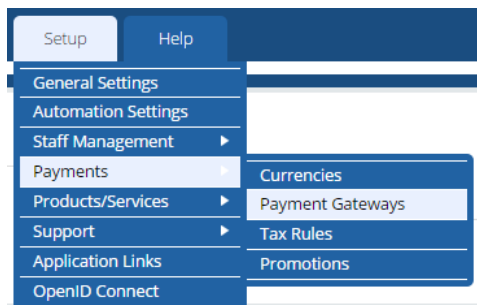 Setup Help
General Settings
Automation Settings
Staff Management
Payments
Products/Services
Support
Application Links
OpenID Connect
Currencies
Payment Gateways
Tax Rules
Promotions